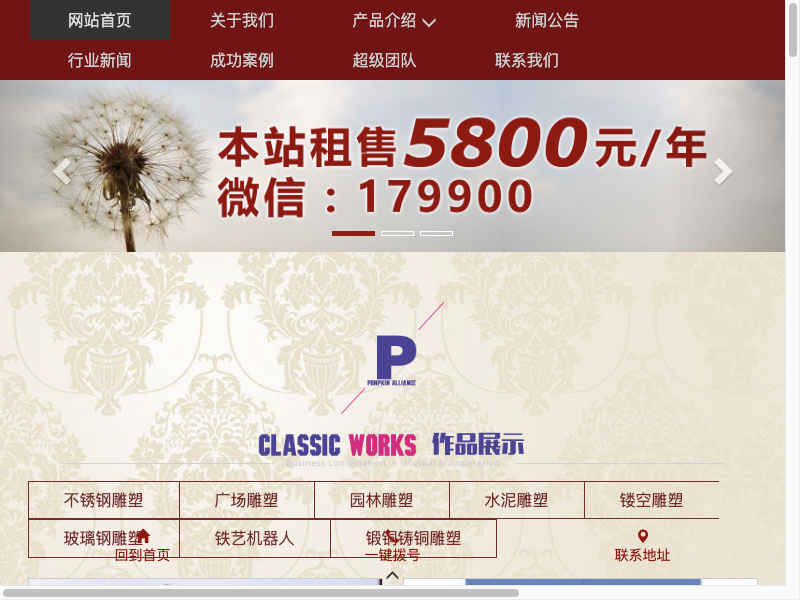 网站首页 关于我们 产品介绍 新闻公告
行业新闻 成功案例 超级团队 联系我们
本站租售5800元/年
微信：179900
P
PUMPKIN ALLIANCE
CLASSIC WORKS 作品展示
Business combination × Mutual aid operation
不锈钢雕塑 广场雕塑 园林雕塑 水泥雕塑 镂空雕塑
玻璃钢雕塑 铁艺机器人 锻铜铸铜雕塑
回到首页 一键拨号 联系地址